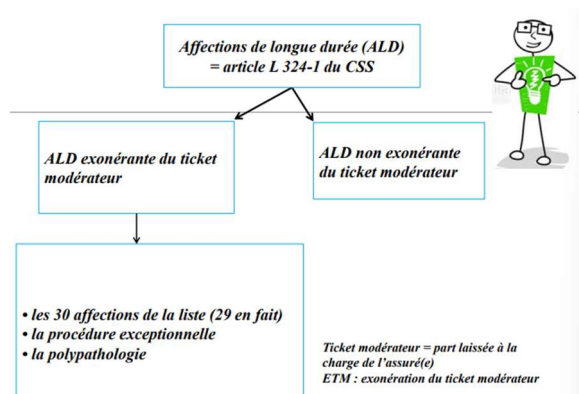 Affections de longue durée (ALD)
= article L 324-1 du CSS
ALD exonérante du ticket
modérateur
ALD non exonérante
du ticket modérateur
• les 30 affections de la liste (29 en fait)
• la procédure exceptionnelle
• la polypathologie
Ticket modérateur = part laissée à la
charge de l'assuré(e)
ETM : exonération du ticket modérateur